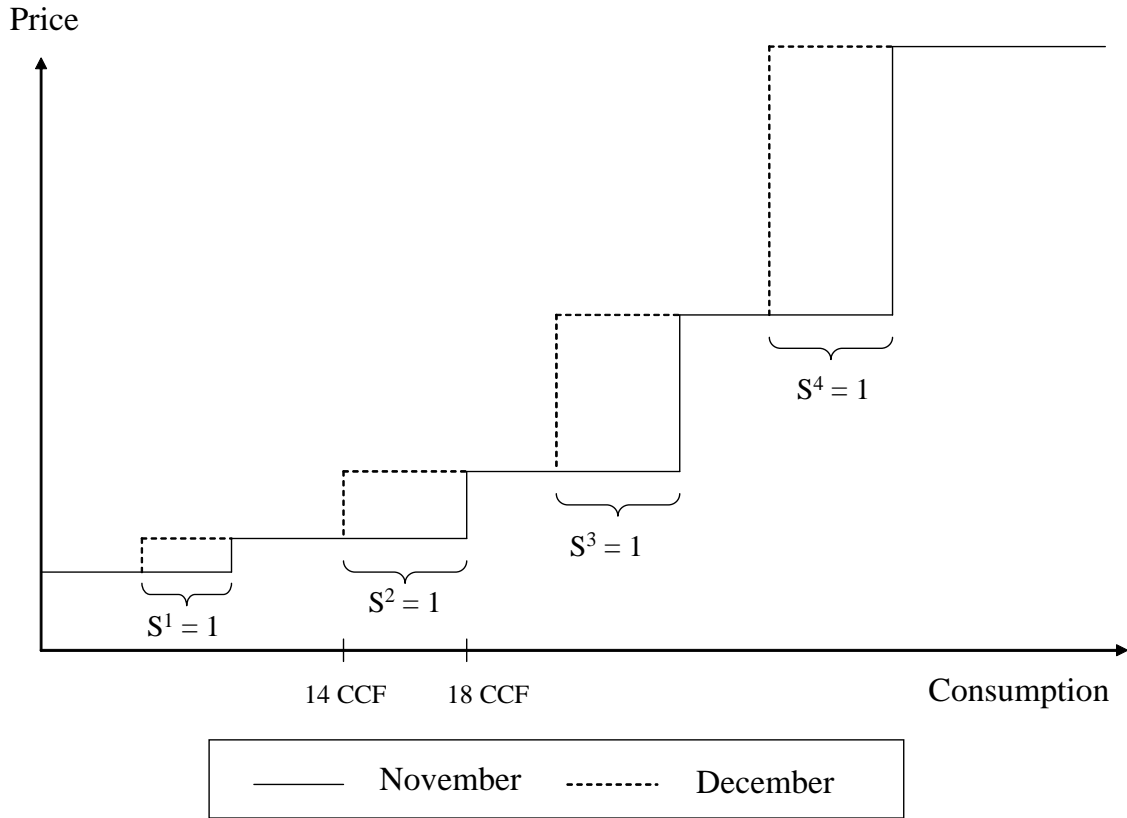 Price
S⁴ = 1
S³ = 1
S² = 1
S¹ = 1
14 CCF 18 CCF
Consumption
November December